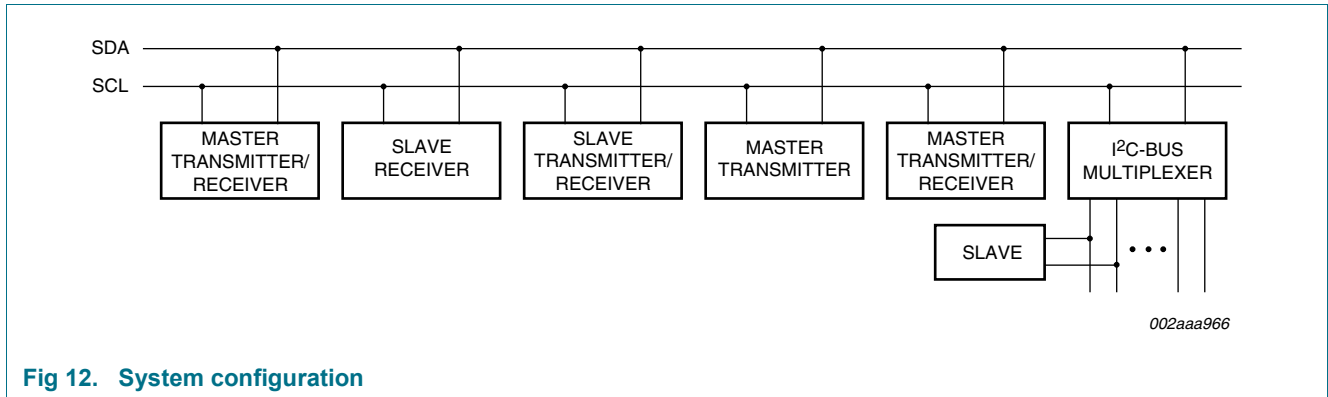 SDA
SCL
MASTER
TRANSMITTER/
RECEIVER
SLAVE
RECEIVER
SLAVE
TRANSMITTER/
RECEIVER
MASTER
TRANSMITTER
MASTER
TRANSMITTER/
RECEIVER
I²C-BUS
MULTIPLEXER
SLAVE
002aaa966
Fig 12. System configuration